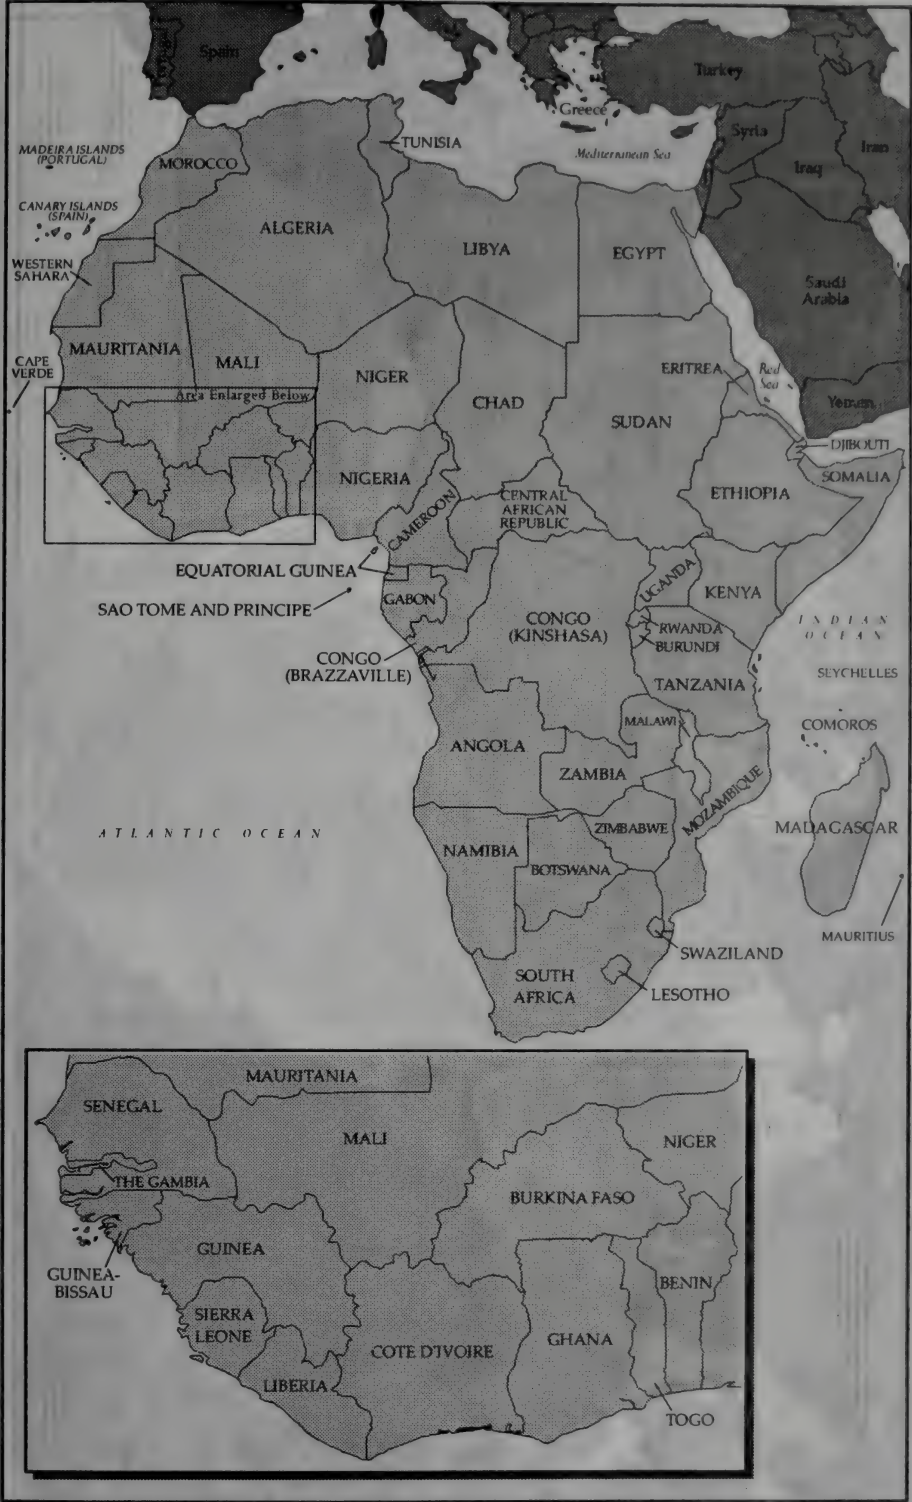 Spain
Portugal
Turkey
Greece
Syria
Iran
Iraq
TUNISIA
Mediterranean Sea
MADEIRA ISLANDS
(PORTUGAL)
MOROCCO
CANARY ISLANDS
(SPAIN)
ALGERIA
LIBYA
EGYPT
WESTERN
SAHARA
Saudi
Arabia
MAURITANIA
MALI
CAPE
VERDE
NIGER
ERITREA
Red
Sea
Area Enlarged Below
CHAD
SUDAN
Yemen
DJIBOUTI
NIGERIA
SOMALIA
ETHIOPIA
CENTRAL
AFRICAN
REPUBLIC
CAMEROON
EQUATORIAL GUINEA
UGANDA
KENYA
GABON
SAO TOME AND PRINCIPE
CONGO
(KINSHASA)
RWANDA
BURUNDI
INDIAN
OCEAN
CONGO
(BRAZZAVILLE)
SEYCHELLES
TANZANIA
MALAWI
COMOROS
ANGOLA
ZAMBIA
MOZAMBIQUE
ATLANTIC OCEAN
ZIMBABWE
MADAGASCAR
NAMIBIA
BOTSWANA
MAURITIUS
SWAZILAND
SOUTH
AFRICA
LESOTHO
MAURITANIA
SENEGAL
MALI
NIGER
THE GAMBIA
BURKINA FASO
GUINEA
GUINEA-
BISSAU
BENIN
SIERRA
LEONE
GHANA
COTE D'IVOIRE
LIBERIA
TOGO